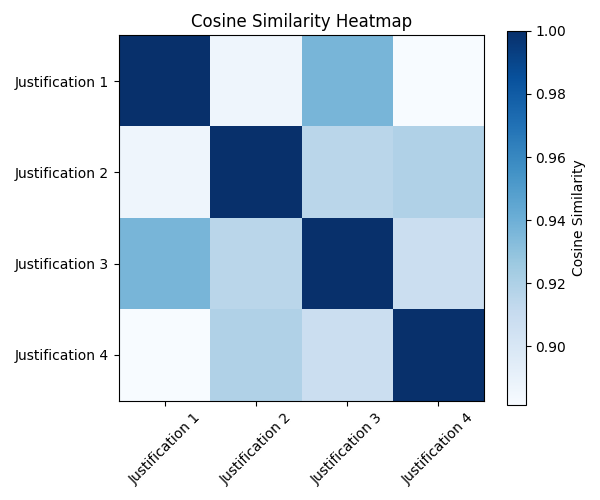 Cosine Similarity Heatmap
Justification 1
Justification 2
Justification 3
Justification 4
Justification 1
Justification 2
Justification 3
Justification 4
1.00
0.98
0.96
0.94
0.92
0.90
Cosine Similarity